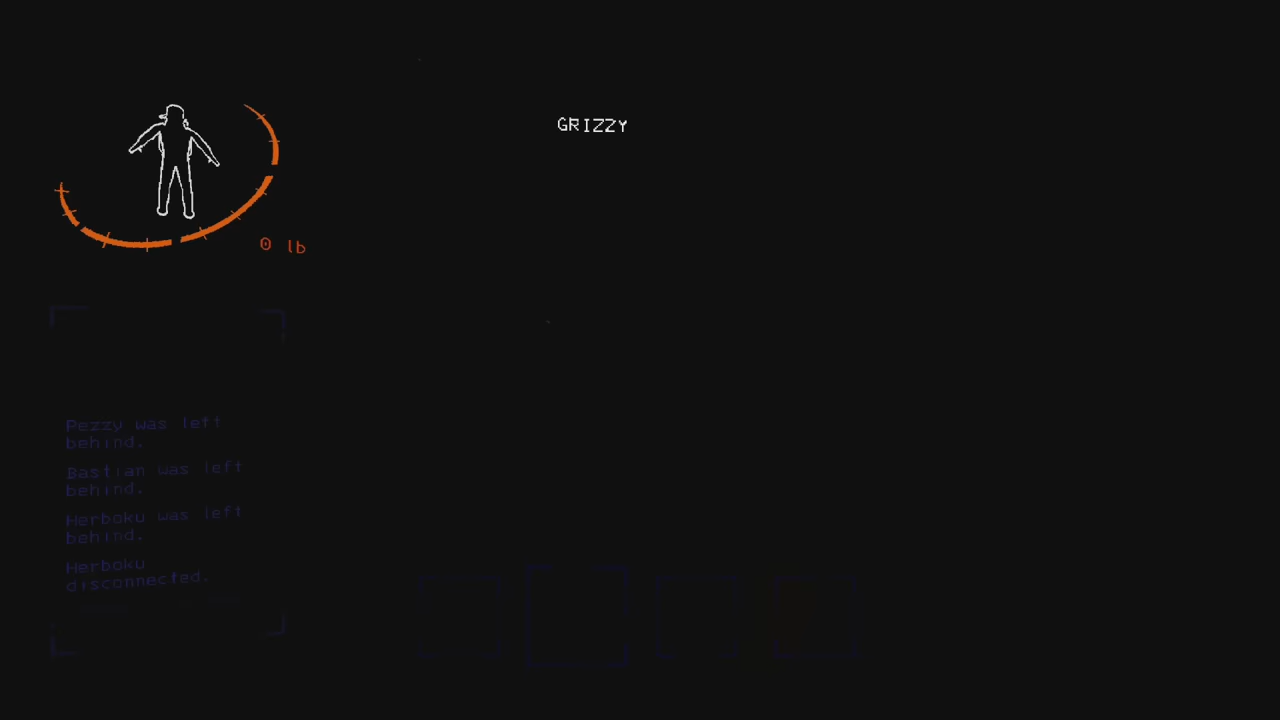 GRIZZY
0 lb
Pezzy was left
behind.
Bastian was left
behind.
Herboku was left
behind.
Herboku
disconnected.